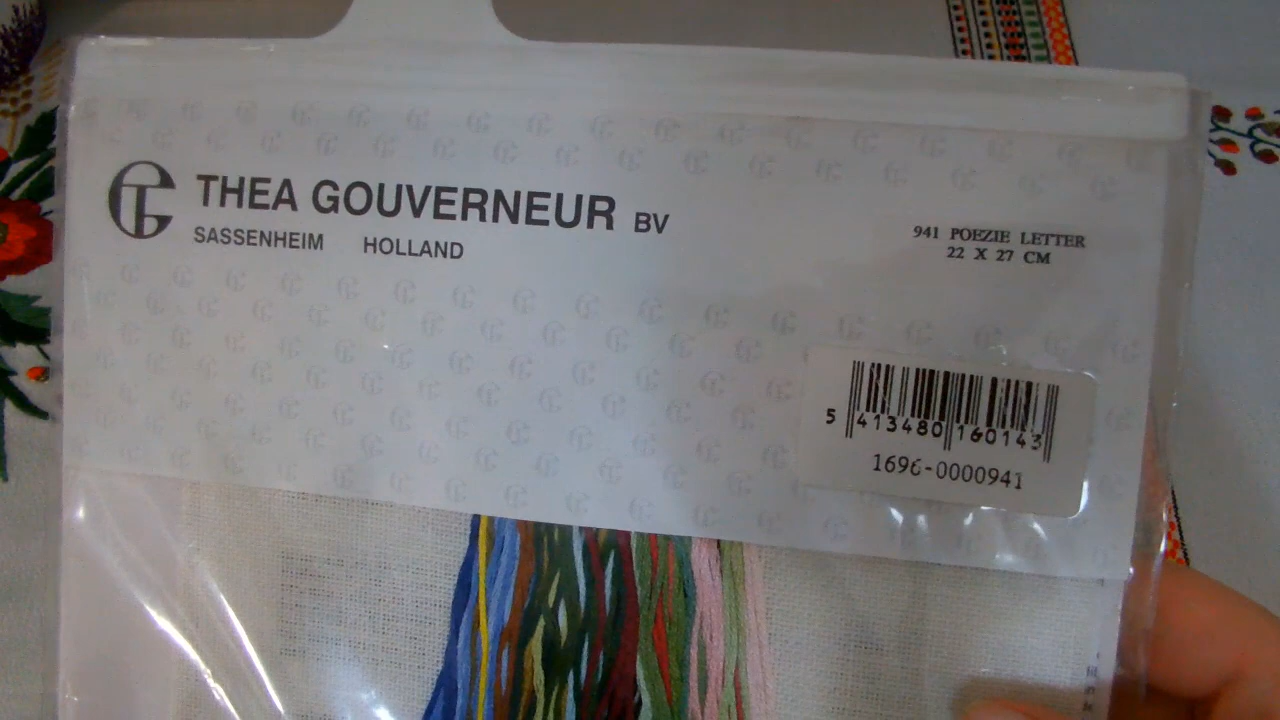 THEA GOUVERNEUR BV
SASSENHEIM HOLLAND
941 POEZIE LETTER
22 X 27 CM
5 413480 160143
1696-0000941